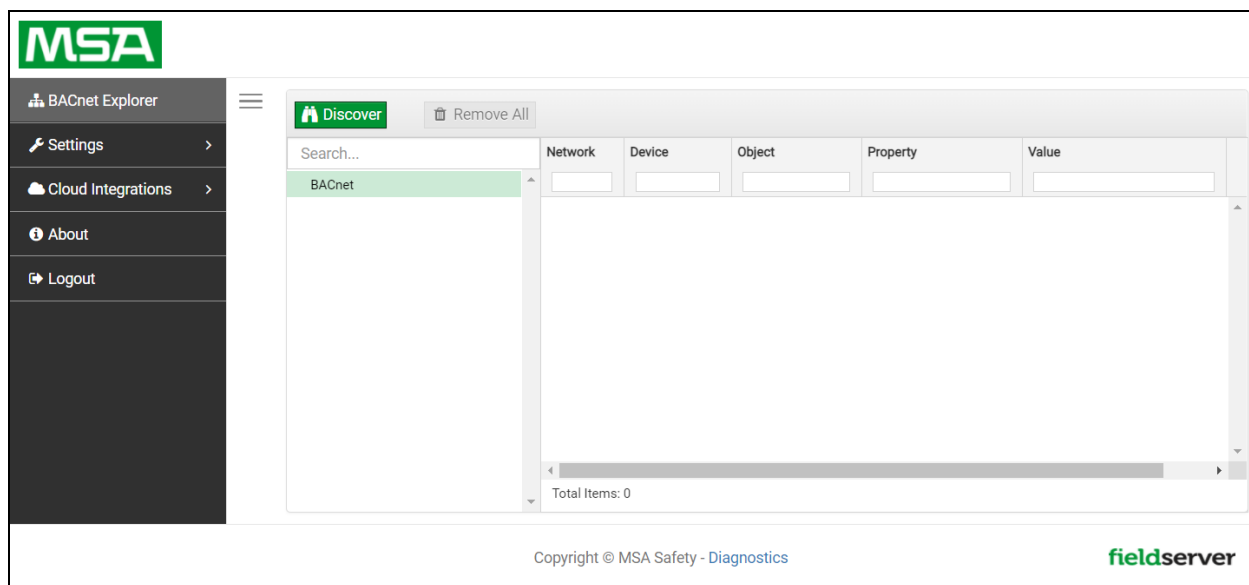 MSA
BACnet Explorer
Settings
Cloud Integrations
About
Logout
Discover
Remove All
Search...
BACnet
Network Device Object Property Value
Total Items: 0
Copyright © MSA Safety - Diagnostics
fieldserver